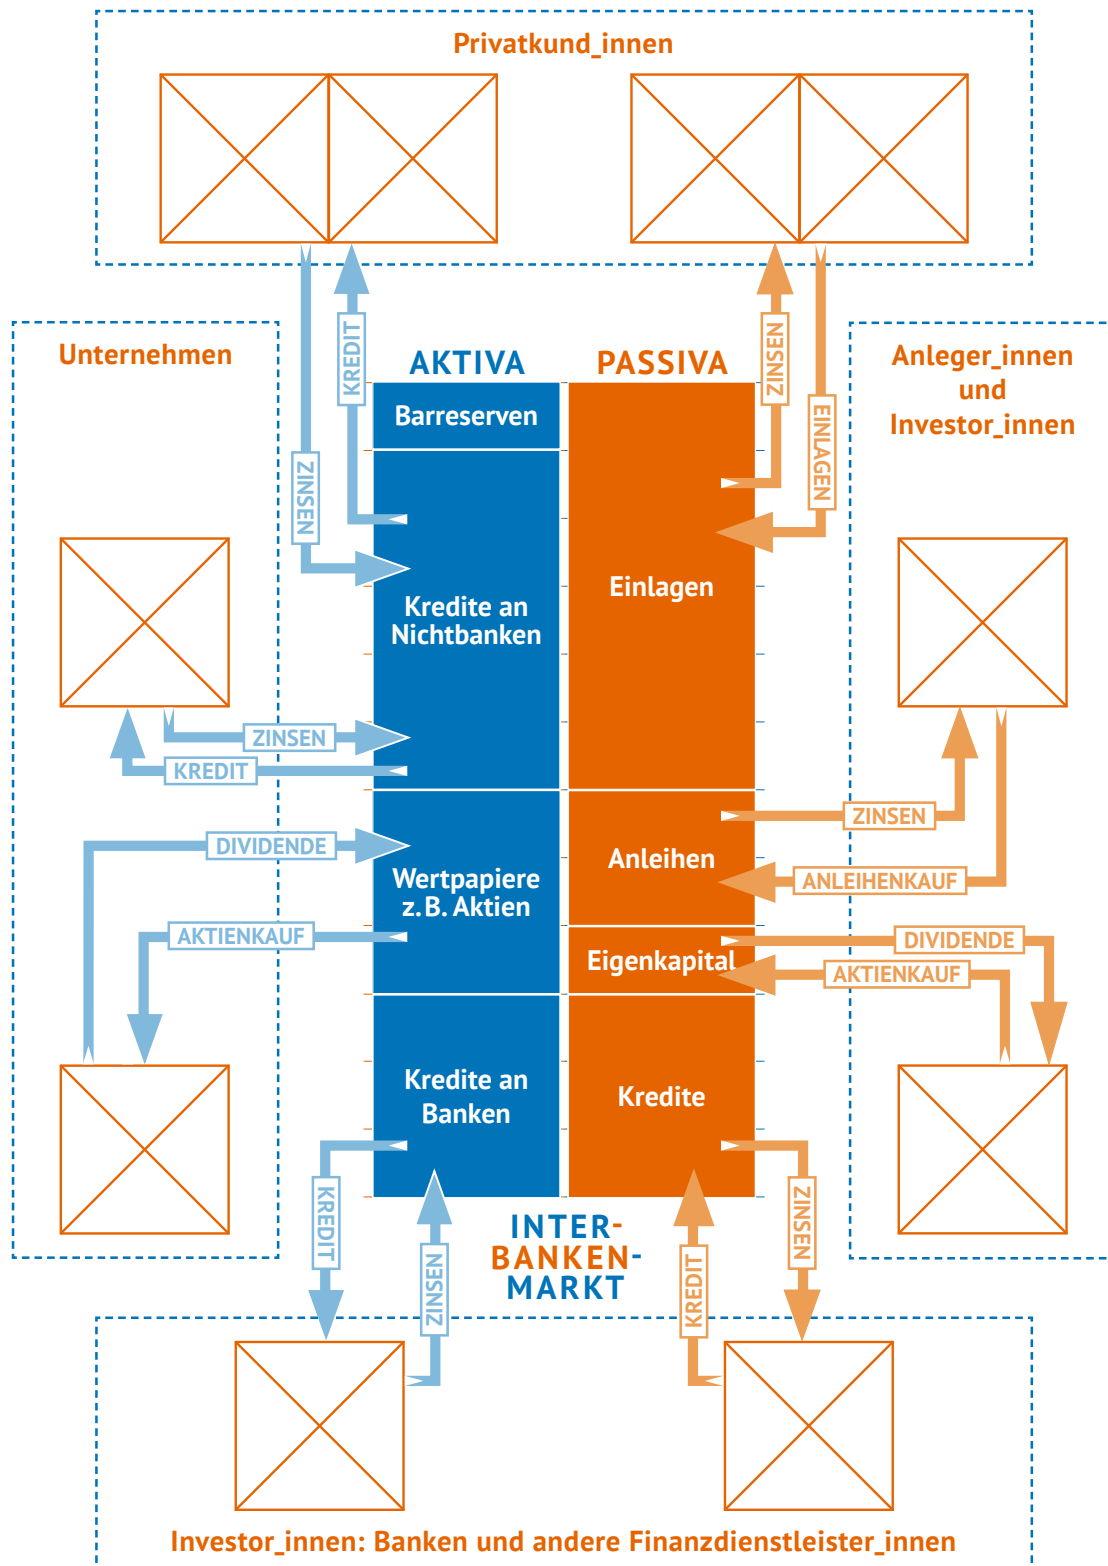 Privatkund_innen
KREDIT
ZINSEN
ZINSEN
EINLAGEN
Unternehmen
AKTIVA
PASSIVA
Anleger_innen
und
Investor_innen
Barreserven
Kredite an
Nichtbanken
Einlagen
ZINSEN
KREDIT
DIVIDENDE
AKTIENKAUF
Wertpapiere
z. B. Aktien
Anleihen
Eigenkapital
ZINSEN
ANLEIHENKAUF
DIVIDENDE
AKTIENKAUF
Kredite an
Banken
Kredite
KREDIT
ZINSEN
KREDIT
ZINSEN
INTER-
BANKEN-
MARKT
Investor_innen: Banken und andere Finanzdienstleister_innen